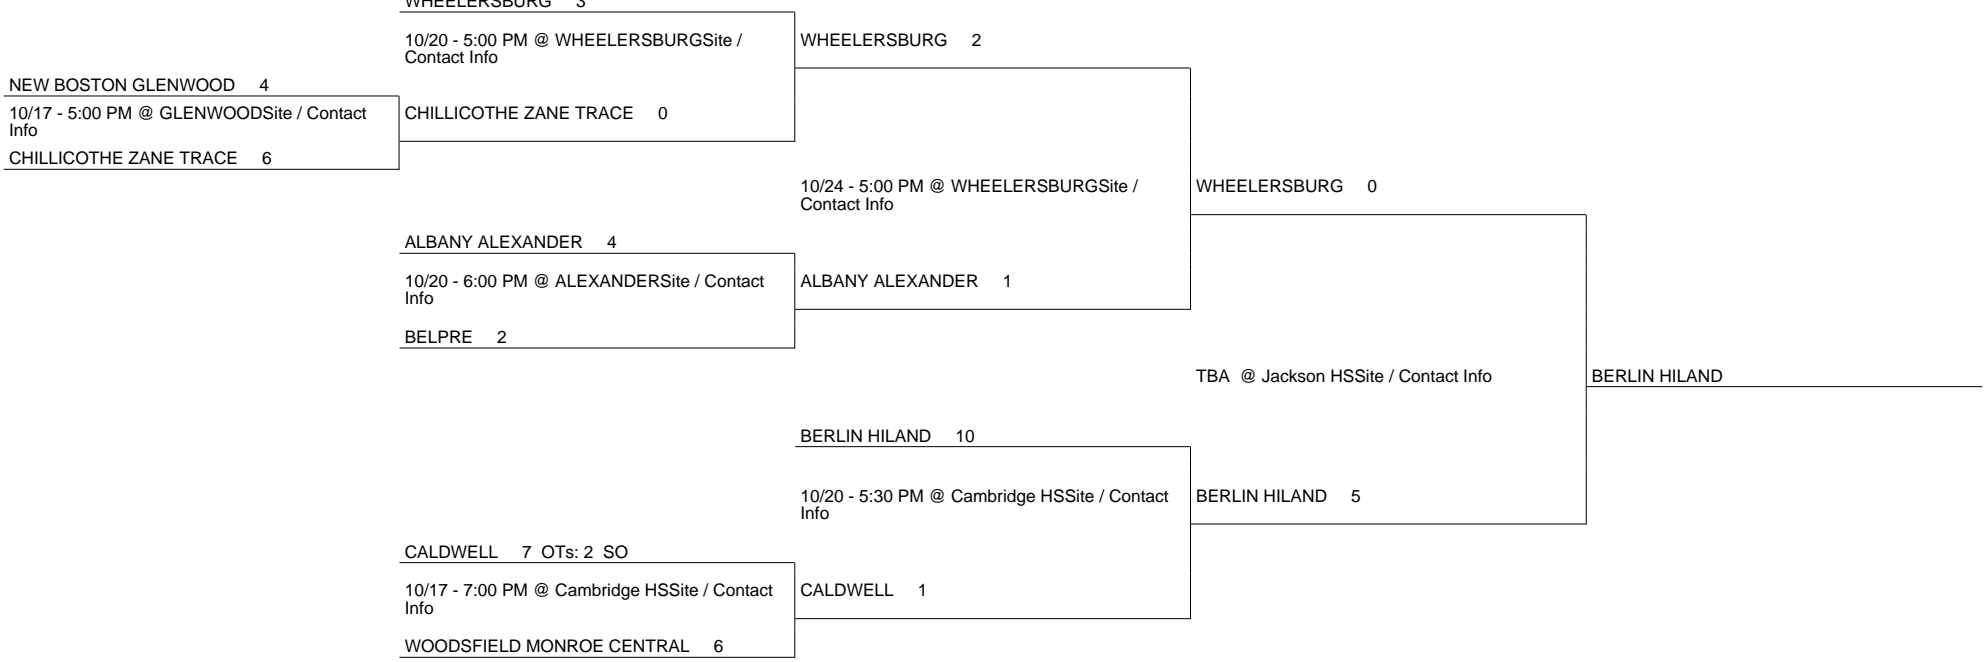 WHEELERSBURG 3
10/20 - 5:00 PM @ WHEELERSBURGSite /
Contact Info
WHEELERSBURG 2
NEW BOSTON GLENWOOD 4
10/17 - 5:00 PM @ GLENWOODSite / Contact
Info
CHILLICOTHE ZANE TRACE 0
CHILLICOTHE ZANE TRACE 6
10/24 - 5:00 PM @ WHEELERSBURGSite /
Contact Info
WHEELERSBURG 0
ALBANY ALEXANDER 4
10/20 - 6:00 PM @ ALEXANDERSite / Contact
Info
ALBANY ALEXANDER 1
BELPRE 2
TBA @ Jackson HSSite / Contact Info
BERLIN HILAND
BERLIN HILAND 10
10/20 - 5:30 PM @ Cambridge HSSite / Contact
Info
BERLIN HILAND 5
CALDWELL 7 OTs: 2 SO
10/17 - 7:00 PM @ Cambridge HSSite / Contact
Info
CALDWELL 1
WOODSFIELD MONROE CENTRAL 6